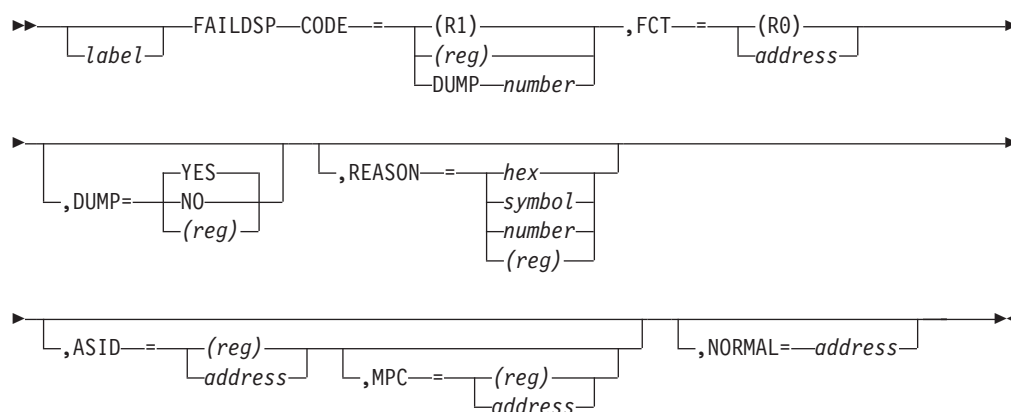 FAILDSP CODE = (R1) ,FCT = (R0)
label (reg) address
DUMP number
YES ,REASON = hex
,DUMP= NO symbol
(reg) number
(reg)
,ASID = (reg) ,NORMAL= address
address ,MPC = (reg)
address